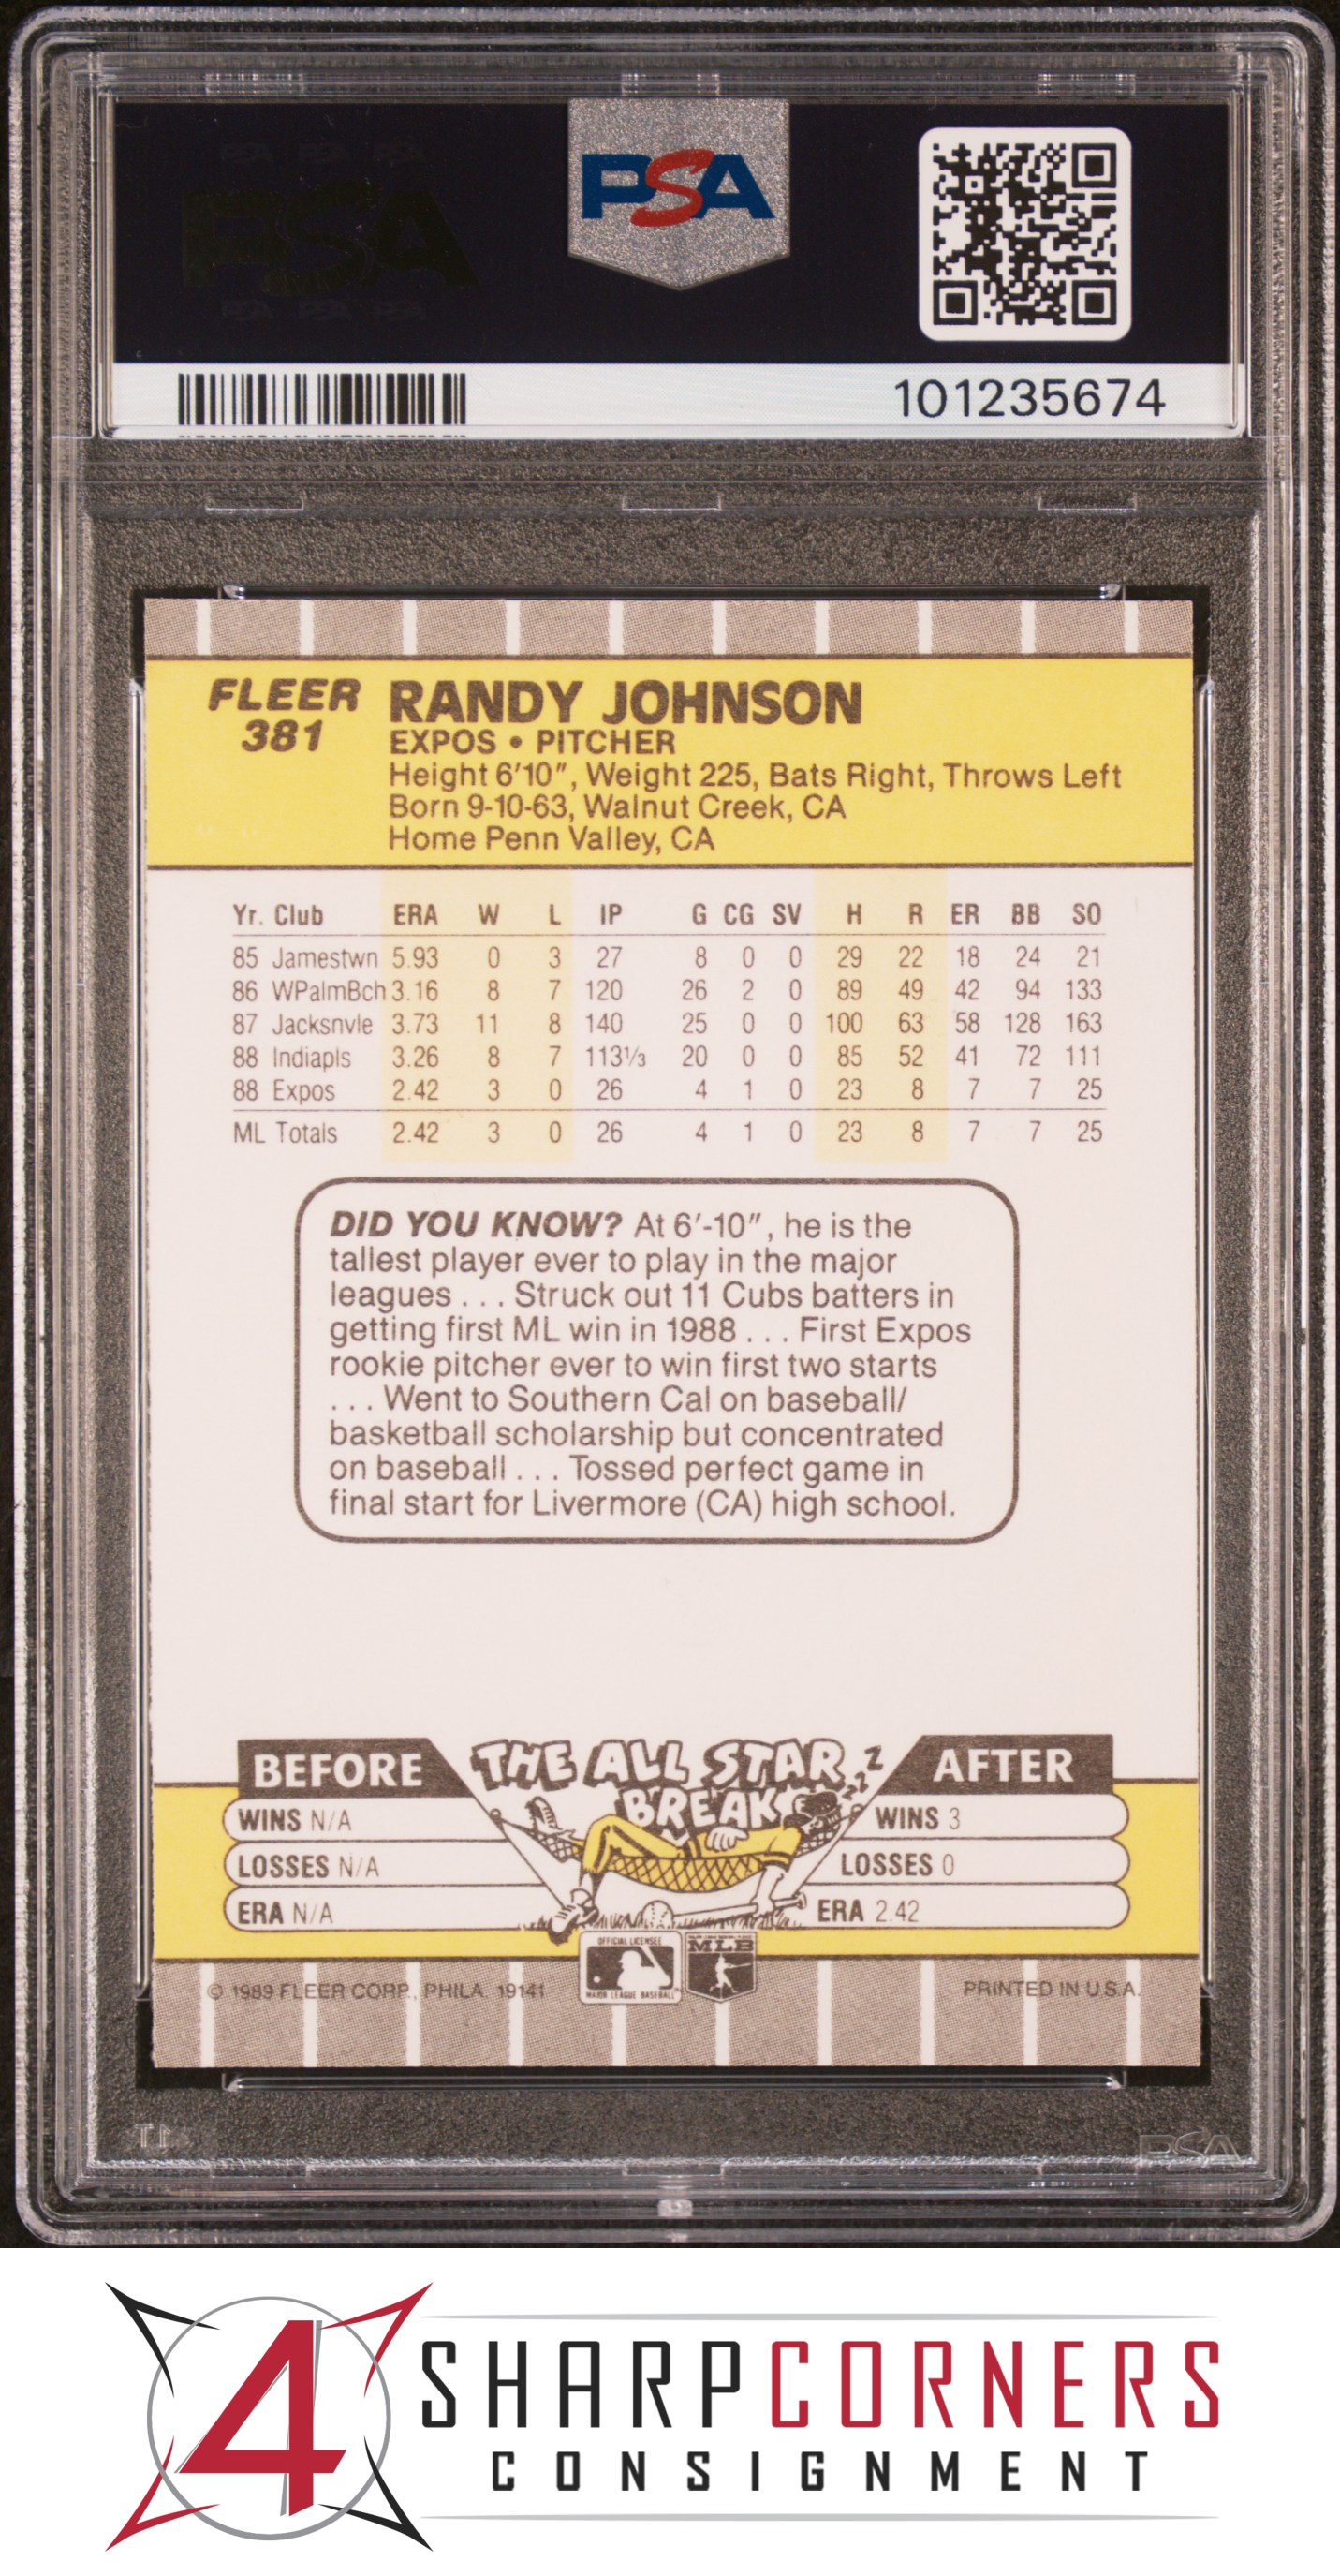 PSA
101235674
FLEER
381
RANDY JOHNSON
EXPOS • PITCHER
Height 6'10", Weight 225, Bats Right, Throws Left
Born 9-10-63, Walnut Creek, CA
Home Penn Valley, CA
Yr. Club ERA W L IP G CG SV H R ER BB SO
85 Jamestwn 5.93 0 3 27 8 0 0 29 22 18 24 21
86 WPalmBch 3.16 8 7 120 26 2 0 89 49 42 94 133
87 Jacksnvle 3.73 11 8 140 25 0 0 100 63 58 128 163
88 Indiapls 3.26 8 7 113⅓ 20 0 0 85 52 41 72 111
88 Expos 2.42 3 0 26 4 1 0 23 8 7 7 25
ML Totals 2.42 3 0 26 4 1 0 23 8 7 7 25
DID YOU KNOW? At 6'-10", he is the
tallest player ever to play in the major
leagues . . . Struck out 11 Cubs batters in
getting first ML win in 1988 . . . First Expos
rookie pitcher ever to win first two starts
. . . Went to Southern Cal on baseball/
basketball scholarship but concentrated
on baseball . . . Tossed perfect game in
final start for Livermore (CA) high school.
BEFORE THE ALL STAR BREAK ZZZZ AFTER
WINS N/A WINS 3
LOSSES N/A LOSSES 0
ERA N/A ERA 2.42
OFFICIAL LICENSEE
MAJOR LEAGUE BASEBALL
MLB
© 1989 FLEER CORP., PHILA. 19141 PRINTED IN U.S.A.
PSA
4 SHARPCORNERS
CONSIGNMENT